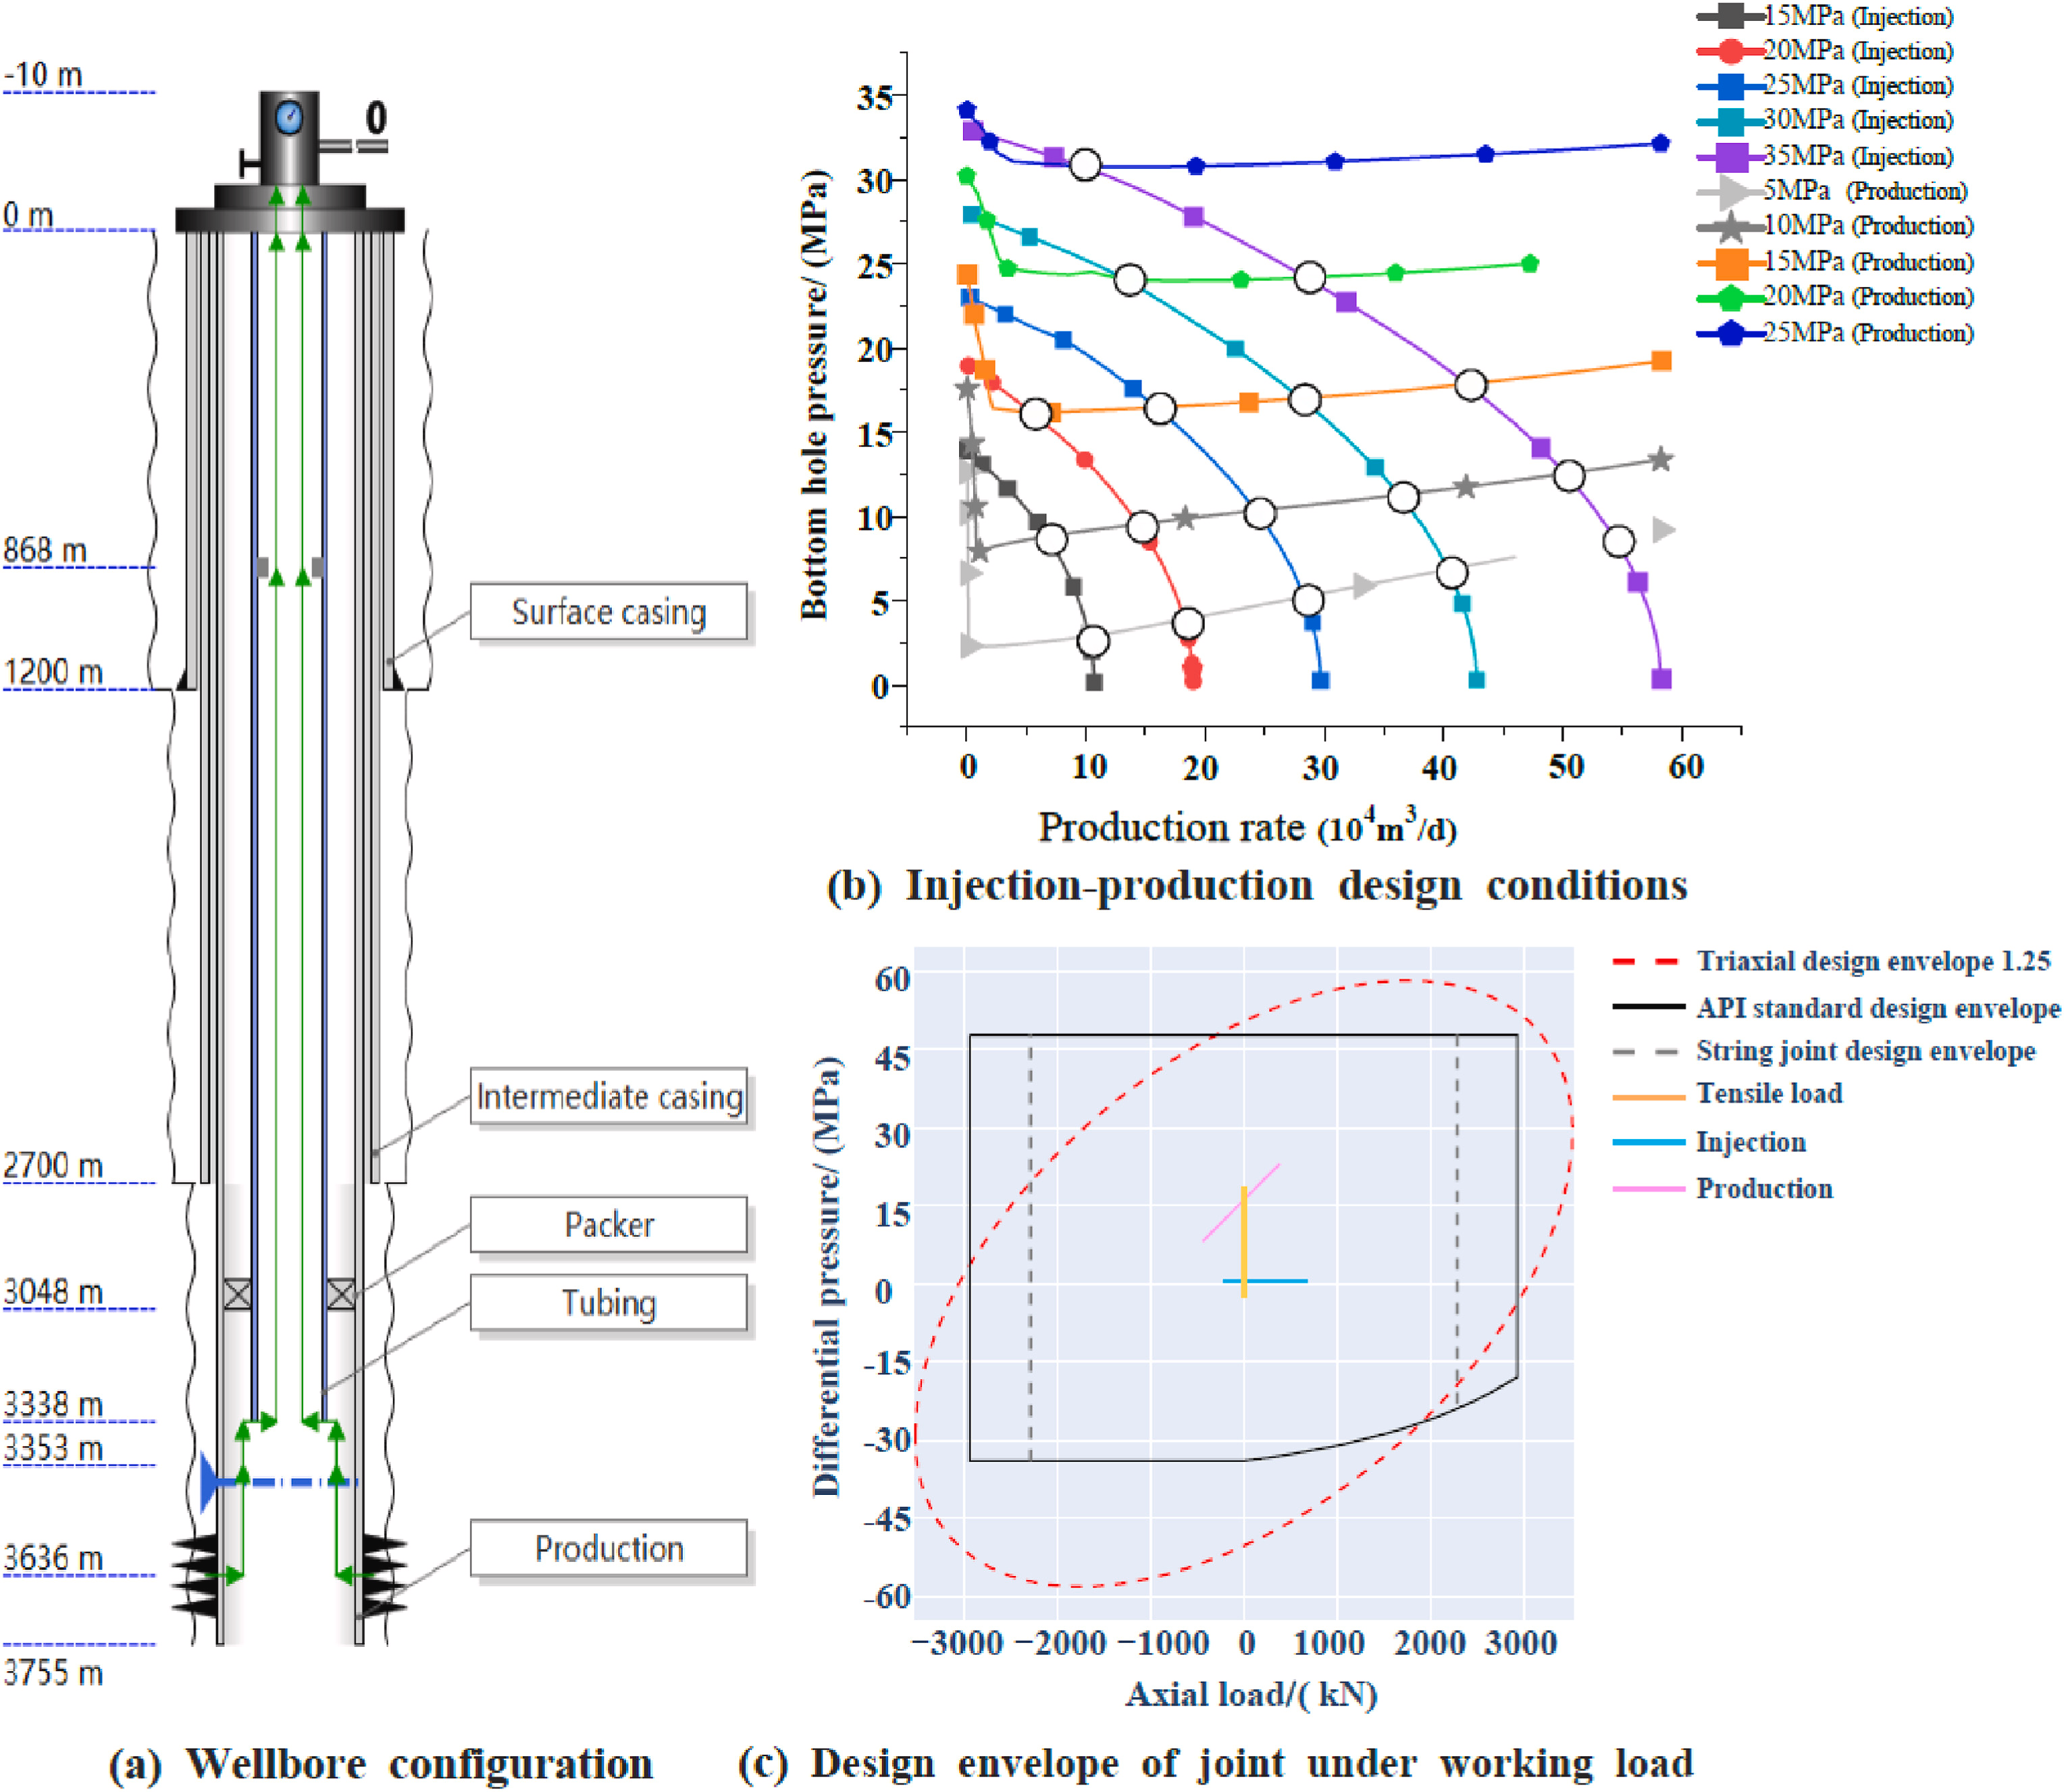 -10 m
0
0 m
868 m
Surface casing
1200 m
Intermediate casing
2700 m
Packer
3048 m
Tubing
3338 m
3353 m
Production
3636 m
3755 m
(a) Wellbore configuration
15MPa (Injection)
20MPa (Injection)
25MPa (Injection)
30MPa (Injection)
35MPa (Injection)
5MPa (Production)
10MPa (Production)
15MPa (Production)
20MPa (Production)
25MPa (Production)
Bottom hole pressure/ (MPa)
35
30
25
20
15
10
5
0
0 10 20 30 40 50 60
Production rate (10⁴m³/d)
(b) Injection-production design conditions
Triaxial design envelope 1.25
API standard design envelope
String joint design envelope
Tensile load
Injection
Production
Differential pressure/ (MPa)
60
45
30
15
0
-15
-30
-45
-60
−3000 −2000 −1000 0 1000 2000 3000
Axial load/( kN)
(c) Design envelope of joint under working load